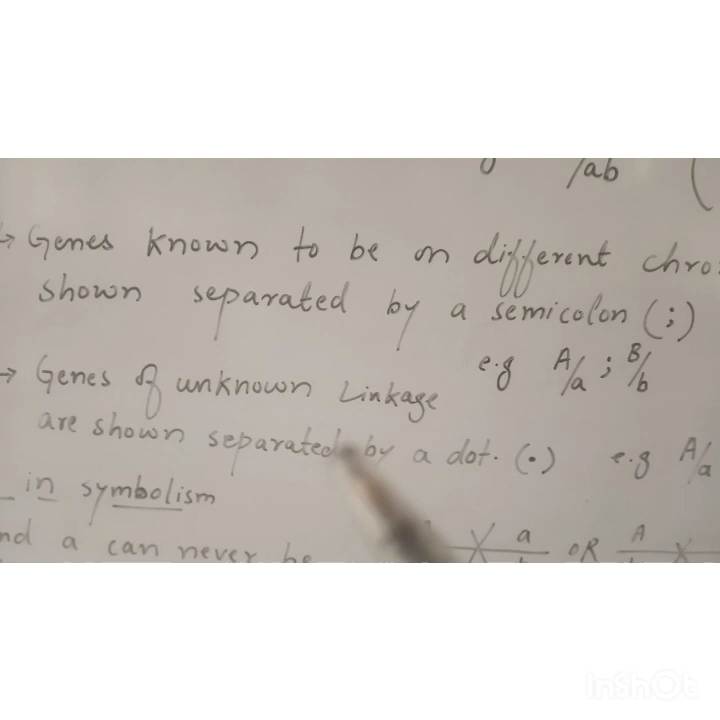 /ab (
→ Genes known to be on different chro
shown separated by a semicolon (;)
e.g A/a ; B/b
→ Genes of unknown Linkage
are shown separated by a dot. (•) e.g A/a
in symbolism
nd a can never be
a OR A
InShOt